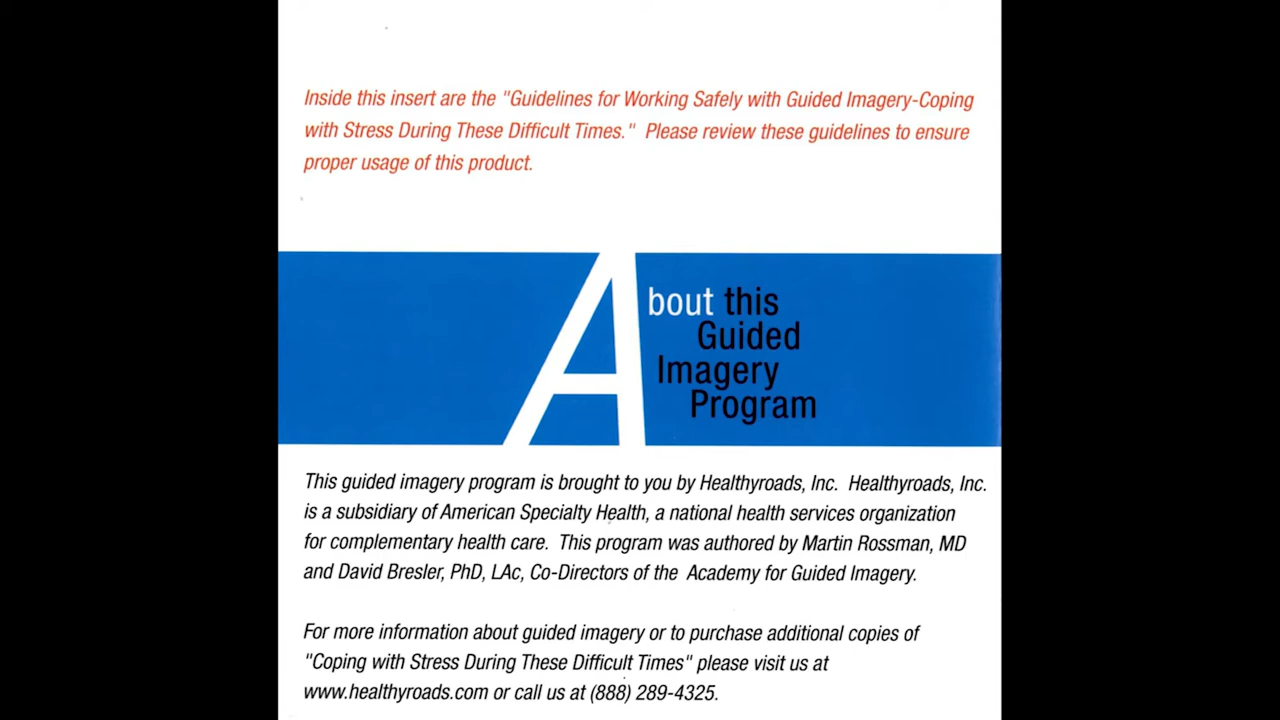 Inside this insert are the "Guidelines for Working Safely with Guided Imagery-Coping
with Stress During These Difficult Times."  Please review these guidelines to ensure
proper usage of this product.
About this
Guided
Imagery
Program
This guided imagery program is brought to you by Healthyroads, Inc.  Healthyroads, Inc.
is a subsidiary of American Specialty Health, a national health services organization
for complementary health care.  This program was authored by Martin Rossman, MD
and David Bresler, PhD, LAc, Co-Directors of the  Academy for Guided Imagery.
For more information about guided imagery or to purchase additional copies of
"Coping with Stress During These Difficult Times" please visit us at
www.healthyroads.com or call us at (888) 289-4325.